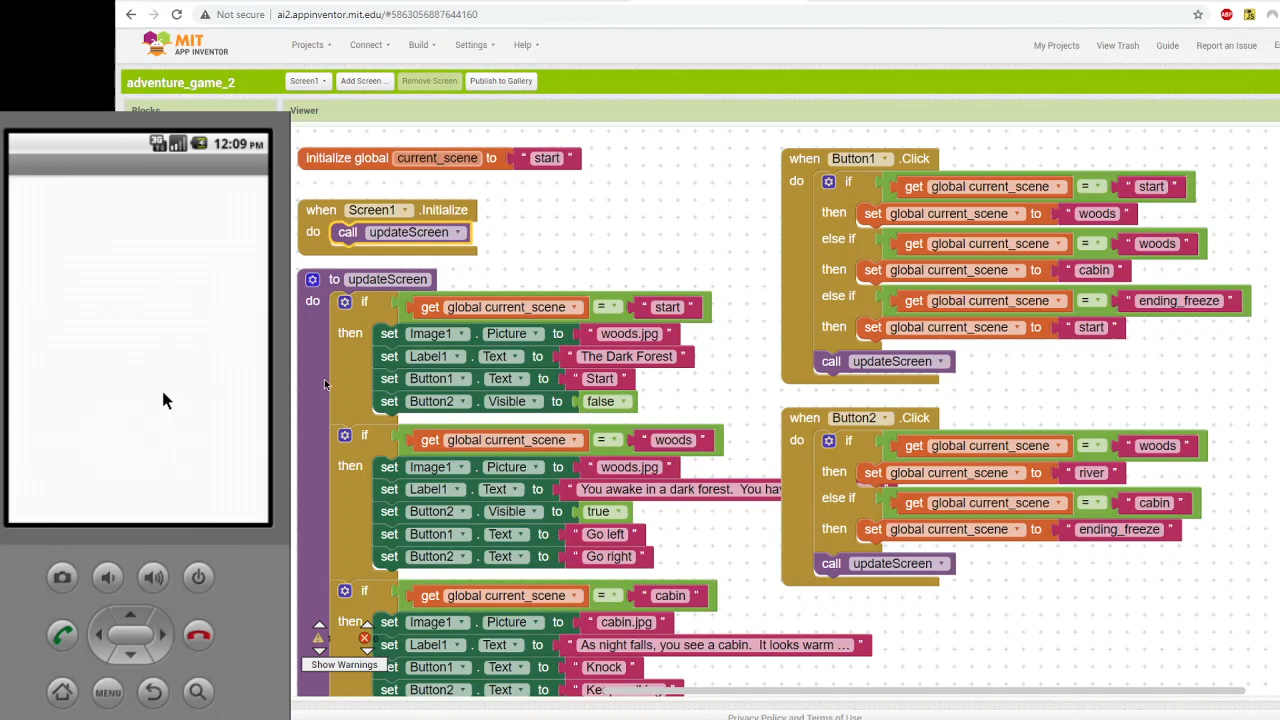 Not secure ai2.appinventor.mit.edu/#5863056887644160
ABP
MIT
APP INVENTOR
Projects
Connect
Build
Settings
Help
My Projects
View Trash
Guide
Report an Issue
adventure_game_2
Screen1
Add Screen ...
Remove Screen
Publish to Gallery
Blocks
Viewer
3G
12:09 PM
initialize global current_scene to " start "
when Screen1 .Initialize
do call updateScreen
to updateScreen
do if get global current_scene = " start "
then set Image1 . Picture to " woods.jpg "
set Label1 . Text to " The Dark Forest "
set Button1 . Text to " Start "
set Button2 . Visible to false
if get global current_scene = " woods "
then set Image1 . Picture to " woods.jpg "
set Label1 . Text to " You awake in a dark forest. You hav
set Button2 . Visible to true
set Button1 . Text to " Go left "
set Button2 . Text to " Go right "
if get global current_scene = " cabin "
then set Image1 . Picture to " cabin.jpg "
set Label1 . Text to " As night falls, you see a cabin. It looks warm ... "
set Button1 . Text to " Knock "
set Button2 . Text to
Show Warnings
when Button1 .Click
do if get global current_scene = " start "
then set global current_scene to " woods "
else if get global current_scene = " woods "
then set global current_scene to " cabin "
else if get global current_scene = " ending_freeze "
then set global current_scene to " start "
call updateScreen
when Button2 .Click
do if get global current_scene = " woods "
then set global current_scene to " river "
else if get global current_scene = " cabin "
then set global current_scene to " ending_freeze "
call updateScreen
MENU
Privacy Policy and Terms of Use